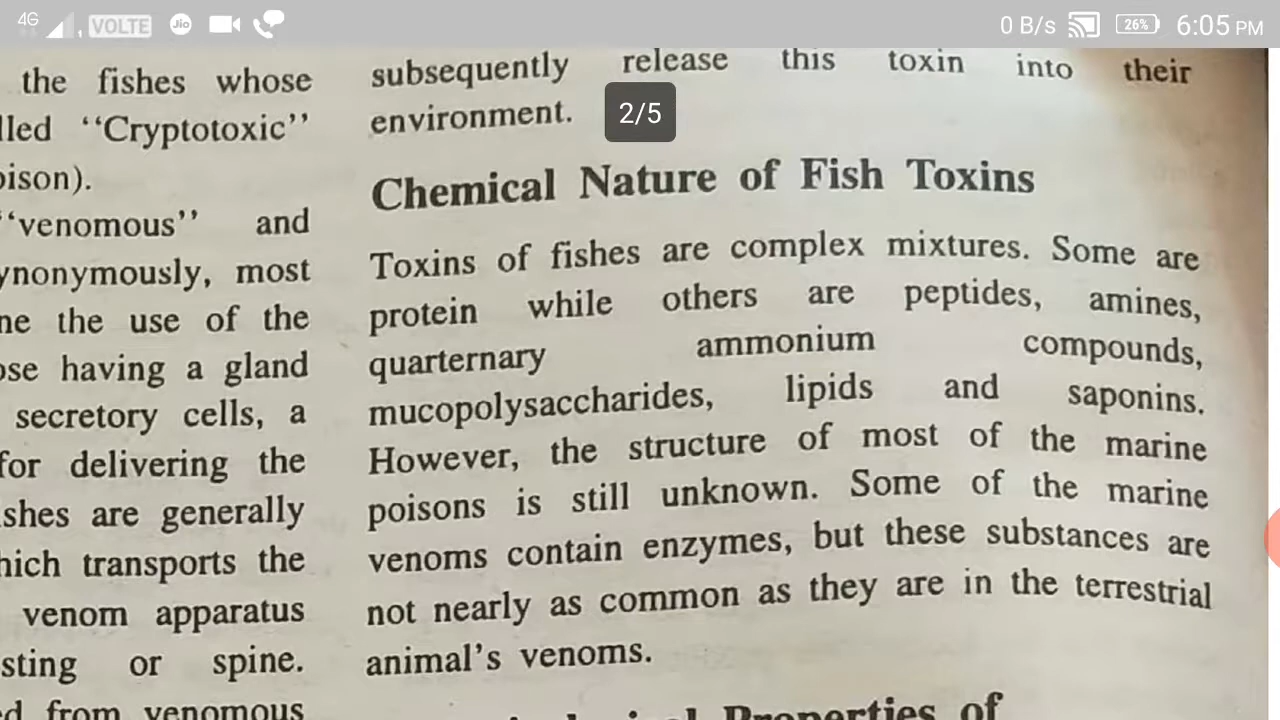 4G VOLTE Jio 0 B/s 26% 6:05 PM
2/5
the fishes whose
lled ‘‘Cryptotoxic’’
oison).
‘‘venomous’’ and
ynonymously, most
ne the use of the
ose having a gland
secretory cells, a
for delivering the
shes are generally
hich transports the
venom apparatus
sting or spine.
ed from venomous
subsequently release this toxin into their
environment.
Chemical Nature of Fish Toxins
Toxins of fishes are complex mixtures. Some are
protein while others are peptides, amines,
quarternary ammonium compounds,
mucopolysaccharides, lipids and saponins.
However, the structure of most of the marine
poisons is still unknown. Some of the marine
venoms contain enzymes, but these substances are
not nearly as common as they are in the terrestrial
animal’s venoms.
Properties of